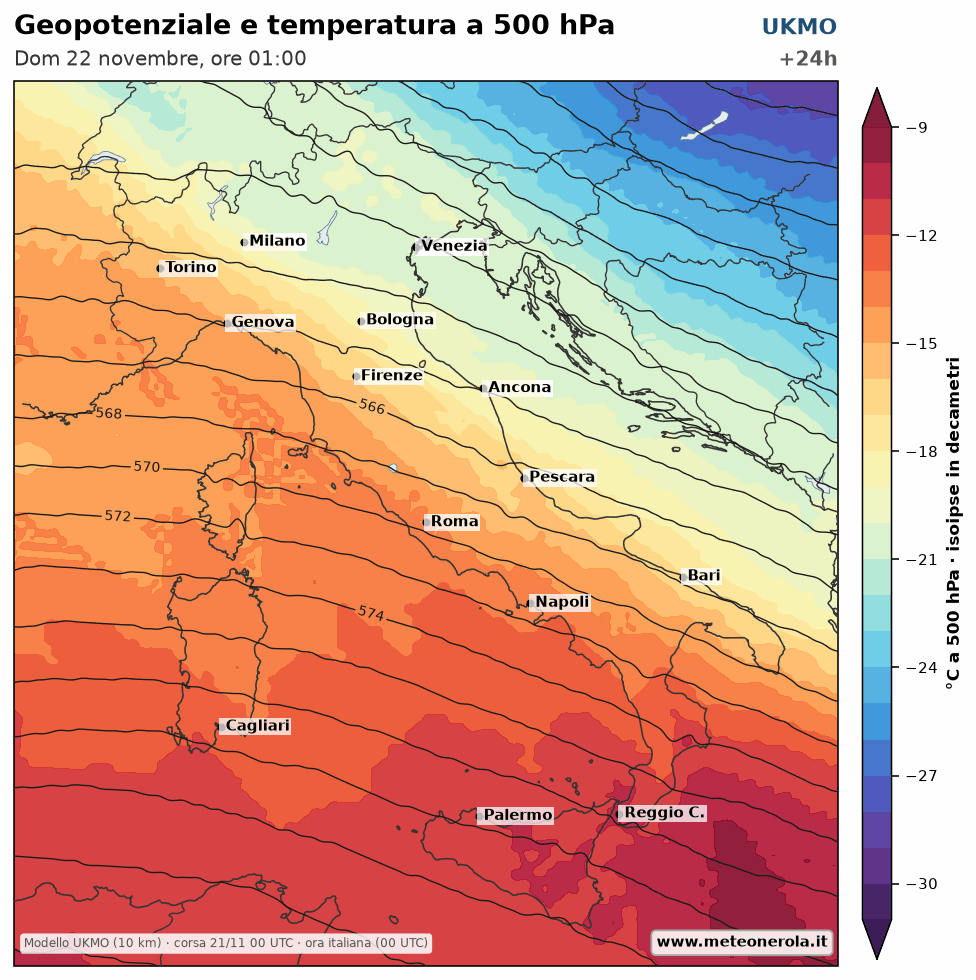 Geopotenziale e temperatura a 500 hPa
UKMO
Dom 22 novembre, ore 01:00
+24h
Milano
Venezia
Torino
Genova
Bologna
Firenze
Ancona
566
568
570
Pescara
572
Roma
Bari
Napoli
574
Cagliari
Palermo
Reggio C.
Modello UKMO (10 km) · corsa 21/11 00 UTC · ora italiana (00 UTC)
www.meteonerola.it
−9
−12
−15
−18
−21
−24
−27
−30
°C a 500 hPa · isoipse in decametri